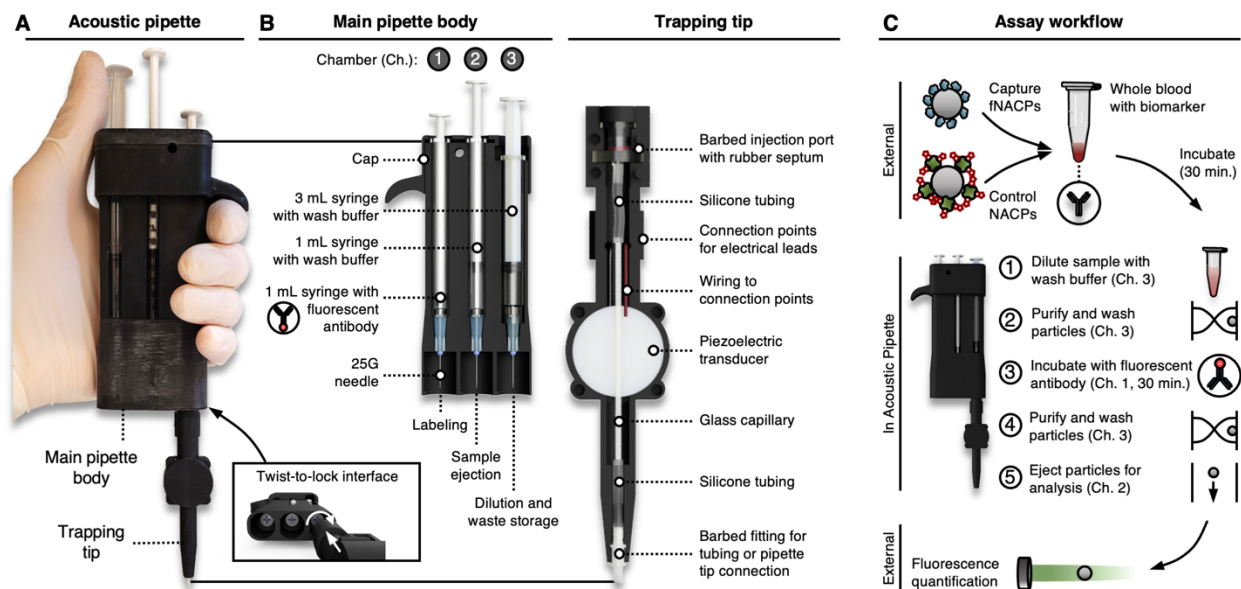 A
Acoustic pipette
B
Main pipette body
Trapping tip
C
Assay workflow
Chamber (Ch.):
1
2
3
Cap
3 mL syringe
with wash buffer
1 mL syringe
with wash buffer
1 mL syringe with
fluorescent
antibody
25G
needle
Labeling
Sample
ejection
Dilution and
waste storage
Main pipette
body
Trapping
tip
Twist-to-lock interface
Barbed injection port
with rubber septum
Silicone tubing
Connection points
for electrical leads
Wiring to
connection points
Piezoelectric
transducer
Glass capillary
Silicone tubing
Barbed fitting for
tubing or pipette
tip connection
External
Capture
fNACPs
Whole blood
with biomarker
Control
NACPs
Incubate
(30 min.)
In Acoustic Pipette
1 Dilute sample with
wash buffer (Ch. 3)
2 Purify and wash
particles (Ch. 3)
3 Incubate with fluorescent
antibody (Ch. 1, 30 min.)
4 Purify and wash
particles (Ch. 3)
5 Eject particles for
analysis (Ch. 2)
External
Fluorescence
quantification